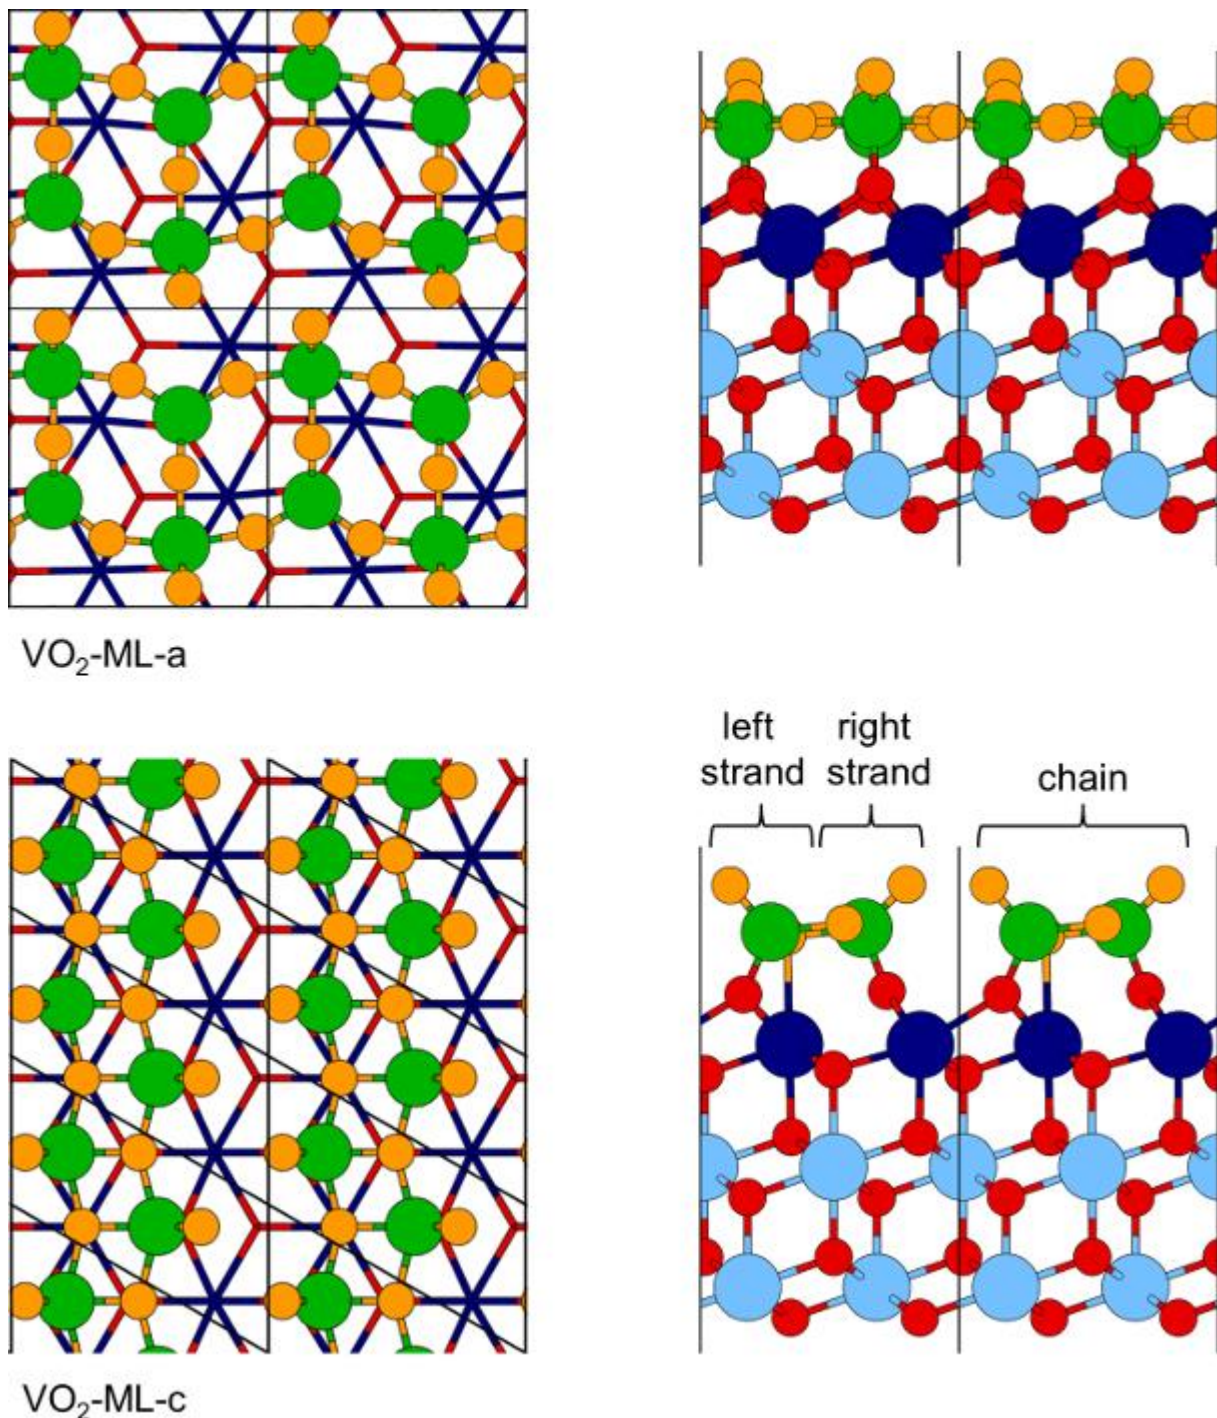 VO₂-ML-a
left strand
right strand
chain
VO₂-ML-c